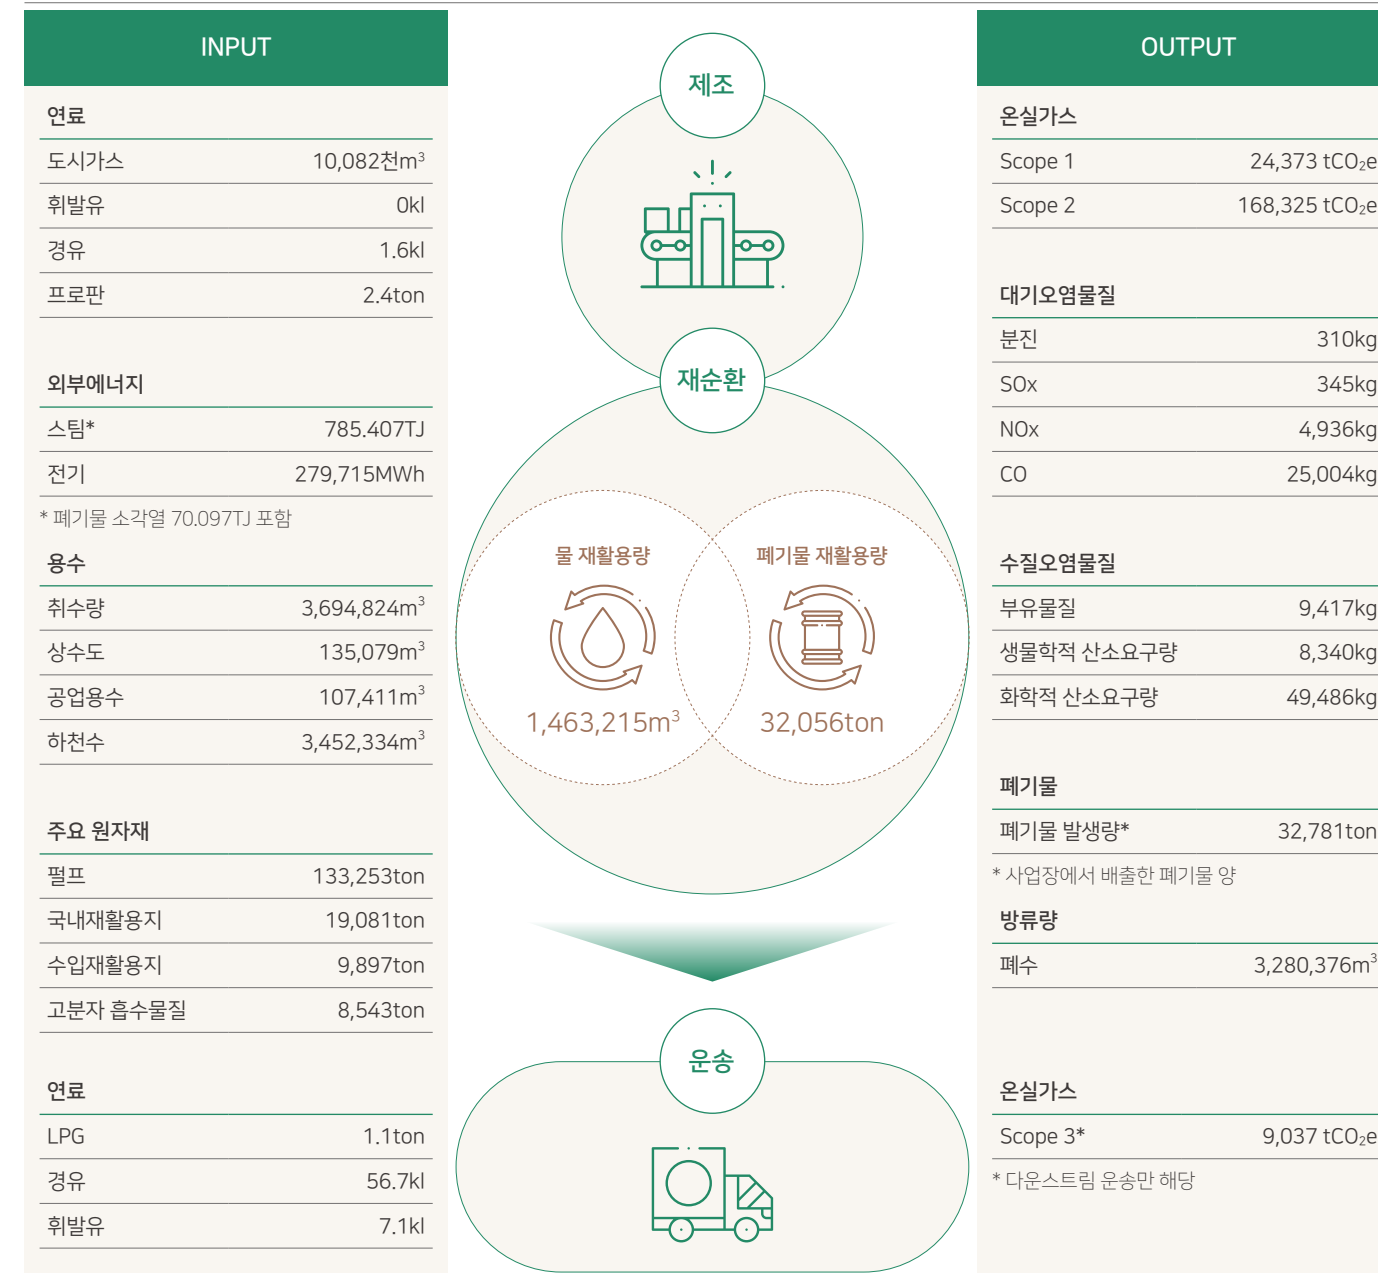 INPUT
연료
도시가스 10,082천m³
휘발유 0kl
경유 1.6kl
프로판 2.4ton
외부에너지
스팀* 785.407TJ
전기 279,715MWh
* 폐기물 소각열 70.097TJ 포함
용수
취수량 3,694,824m³
상수도 135,079m³
공업용수 107,411m³
하천수 3,452,334m³
주요 원자재
펄프 133,253ton
국내재활용지 19,081ton
수입재활용지 9,897ton
고분자 흡수물질 8,543ton
연료
LPG 1.1ton
경유 56.7kl
휘발유 7.1kl
제조
재순환
물 재활용량
1,463,215m³
폐기물 재활용량
32,056ton
운송
OUTPUT
온실가스
Scope 1 24,373 tCO₂e
Scope 2 168,325 tCO₂e
대기오염물질
분진 310kg
SOx 345kg
NOx 4,936kg
CO 25,004kg
수질오염물질
부유물질 9,417kg
생물학적 산소요구량 8,340kg
화학적 산소요구량 49,486kg
폐기물
폐기물 발생량* 32,781ton
* 사업장에서 배출한 폐기물 양
방류량
폐수 3,280,376m³
온실가스
Scope 3* 9,037 tCO₂e
* 다운스트림 운송만 해당